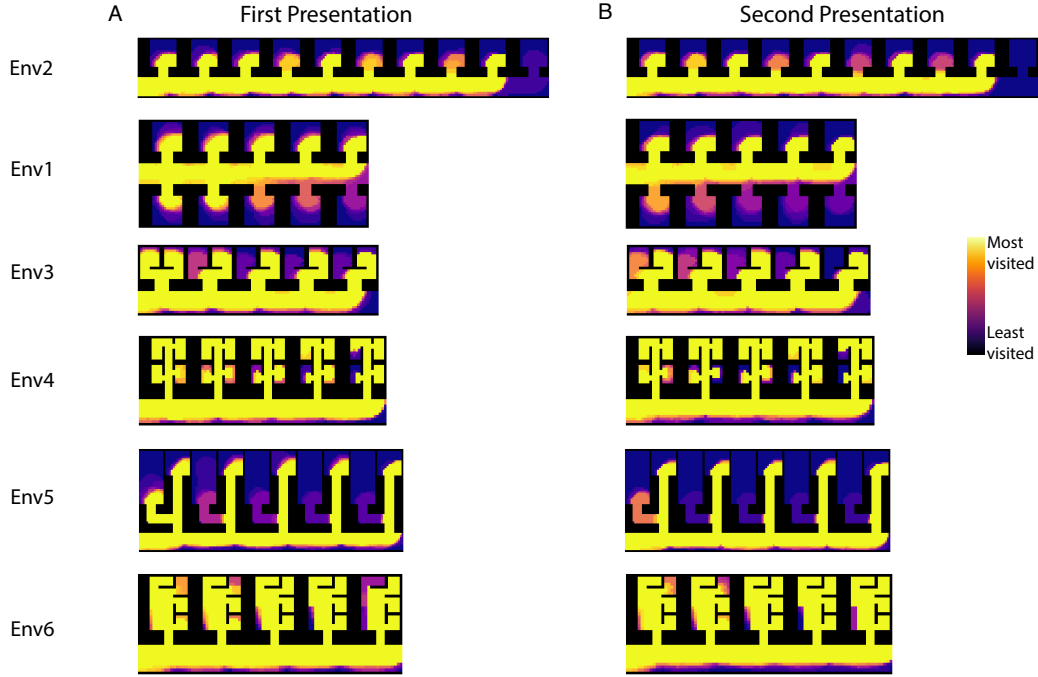 A
First Presentation
B
Second Presentation
Env2
Env1
Env3
Most
visited
Least
visited
Env4
Env5
Env6